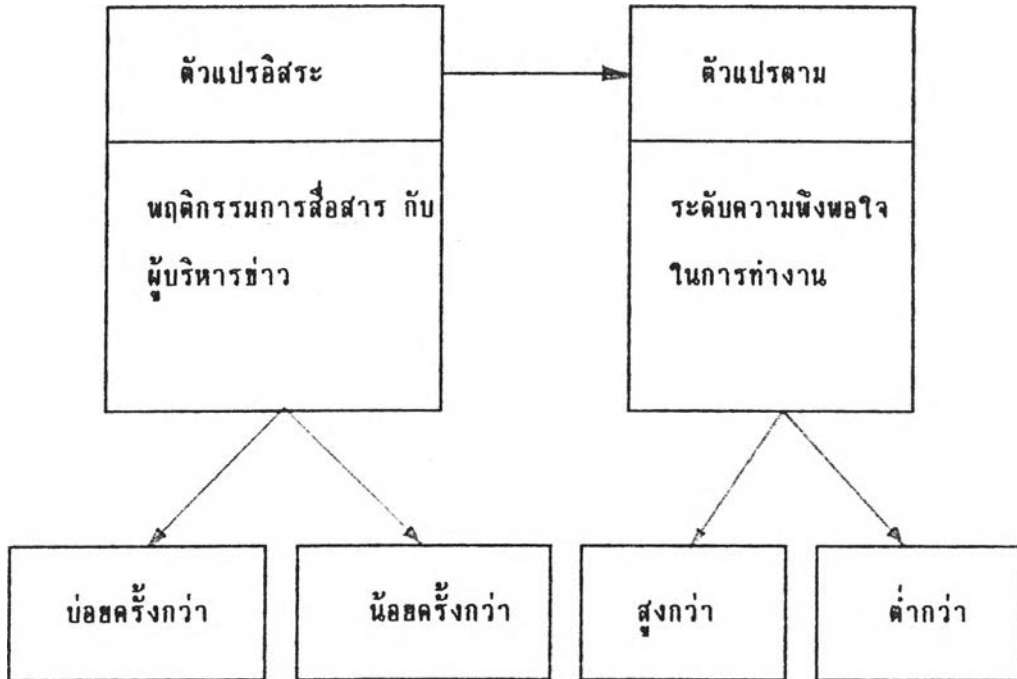 ตัวแปรอิสระ
ตัวแปรตาม
พฤติกรรมการสื่อสาร กับ
ผู้บริหารข่าว
ระดับความพึงพอใจ
ในการทำงาน
บ่อยครั้งกว่า
น้อยครั้งกว่า
สูงกว่า
ต่ำกว่า